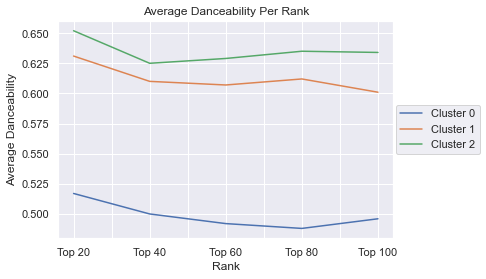 Average Danceability Per Rank
0.650
0.625
0.600
0.575
0.550
0.525
0.500
Average Danceability
Top 20 Top 40 Top 60 Top 80 Top 100
Rank
Cluster 0
Cluster 1
Cluster 2